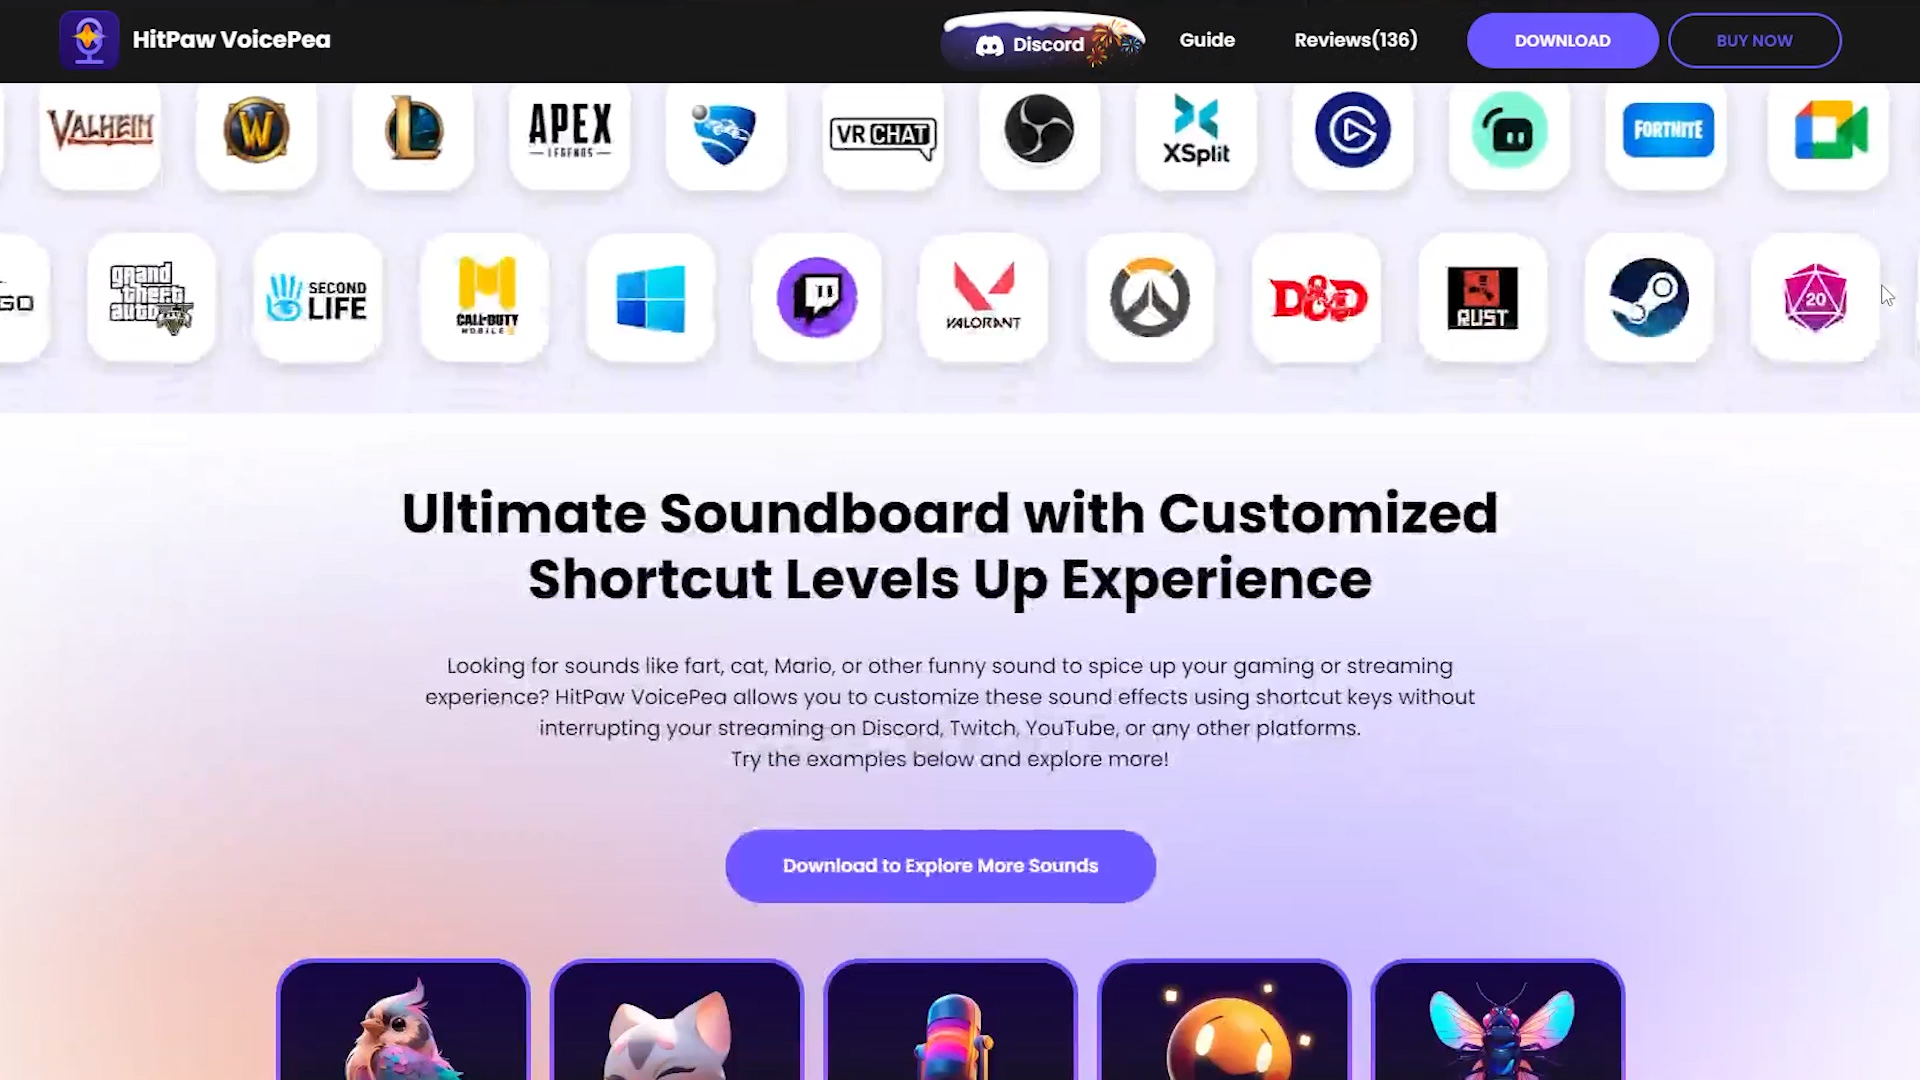 HitPaw VoicePea
Discord
Guide
Reviews(136)
DOWNLOAD
BUY NOW
VALHEIM
W
L
APEX
LEGENDS
VR CHAT
XSplit
FORTNITE
GO
grand
theft
auto
V
SECOND
LIFE
CALL OF DUTY
MOBILE
VALORANT
D&D
RUST
20
Ultimate Soundboard with Customized
Shortcut Levels Up Experience
Looking for sounds like fart, cat, Mario, or other funny sound to spice up your gaming or streaming
experience? HitPaw VoicePea allows you to customize these sound effects using shortcut keys without
interrupting your streaming on Discord, Twitch, YouTube, or any other platforms.
Try the examples below and explore more!
Download to Explore More Sounds